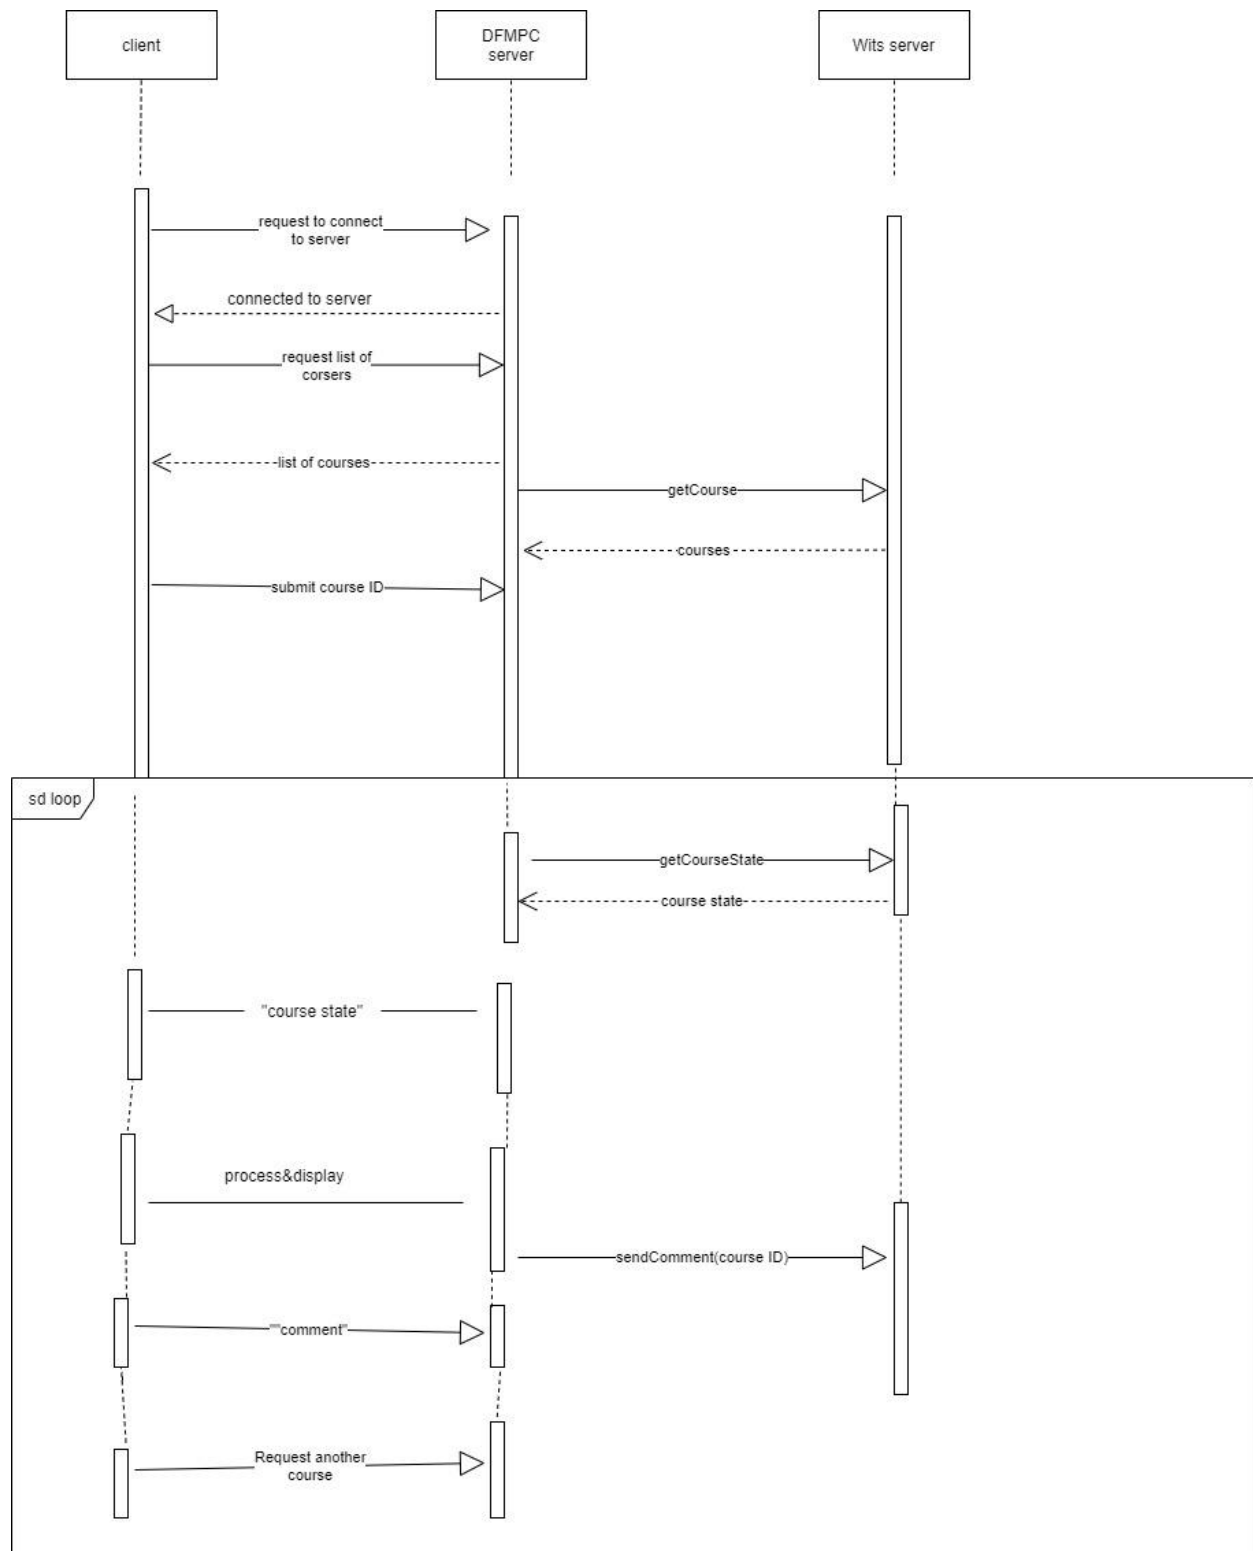 client
DFMPC
server
Wits server
request to connect
to server
connected to server
request list of
corsers
list of courses
getCourse
courses
submit course ID
sd loop
getCourseState
course state
"course state"
process&display
sendComment(course ID)
""comment"
Request another
course